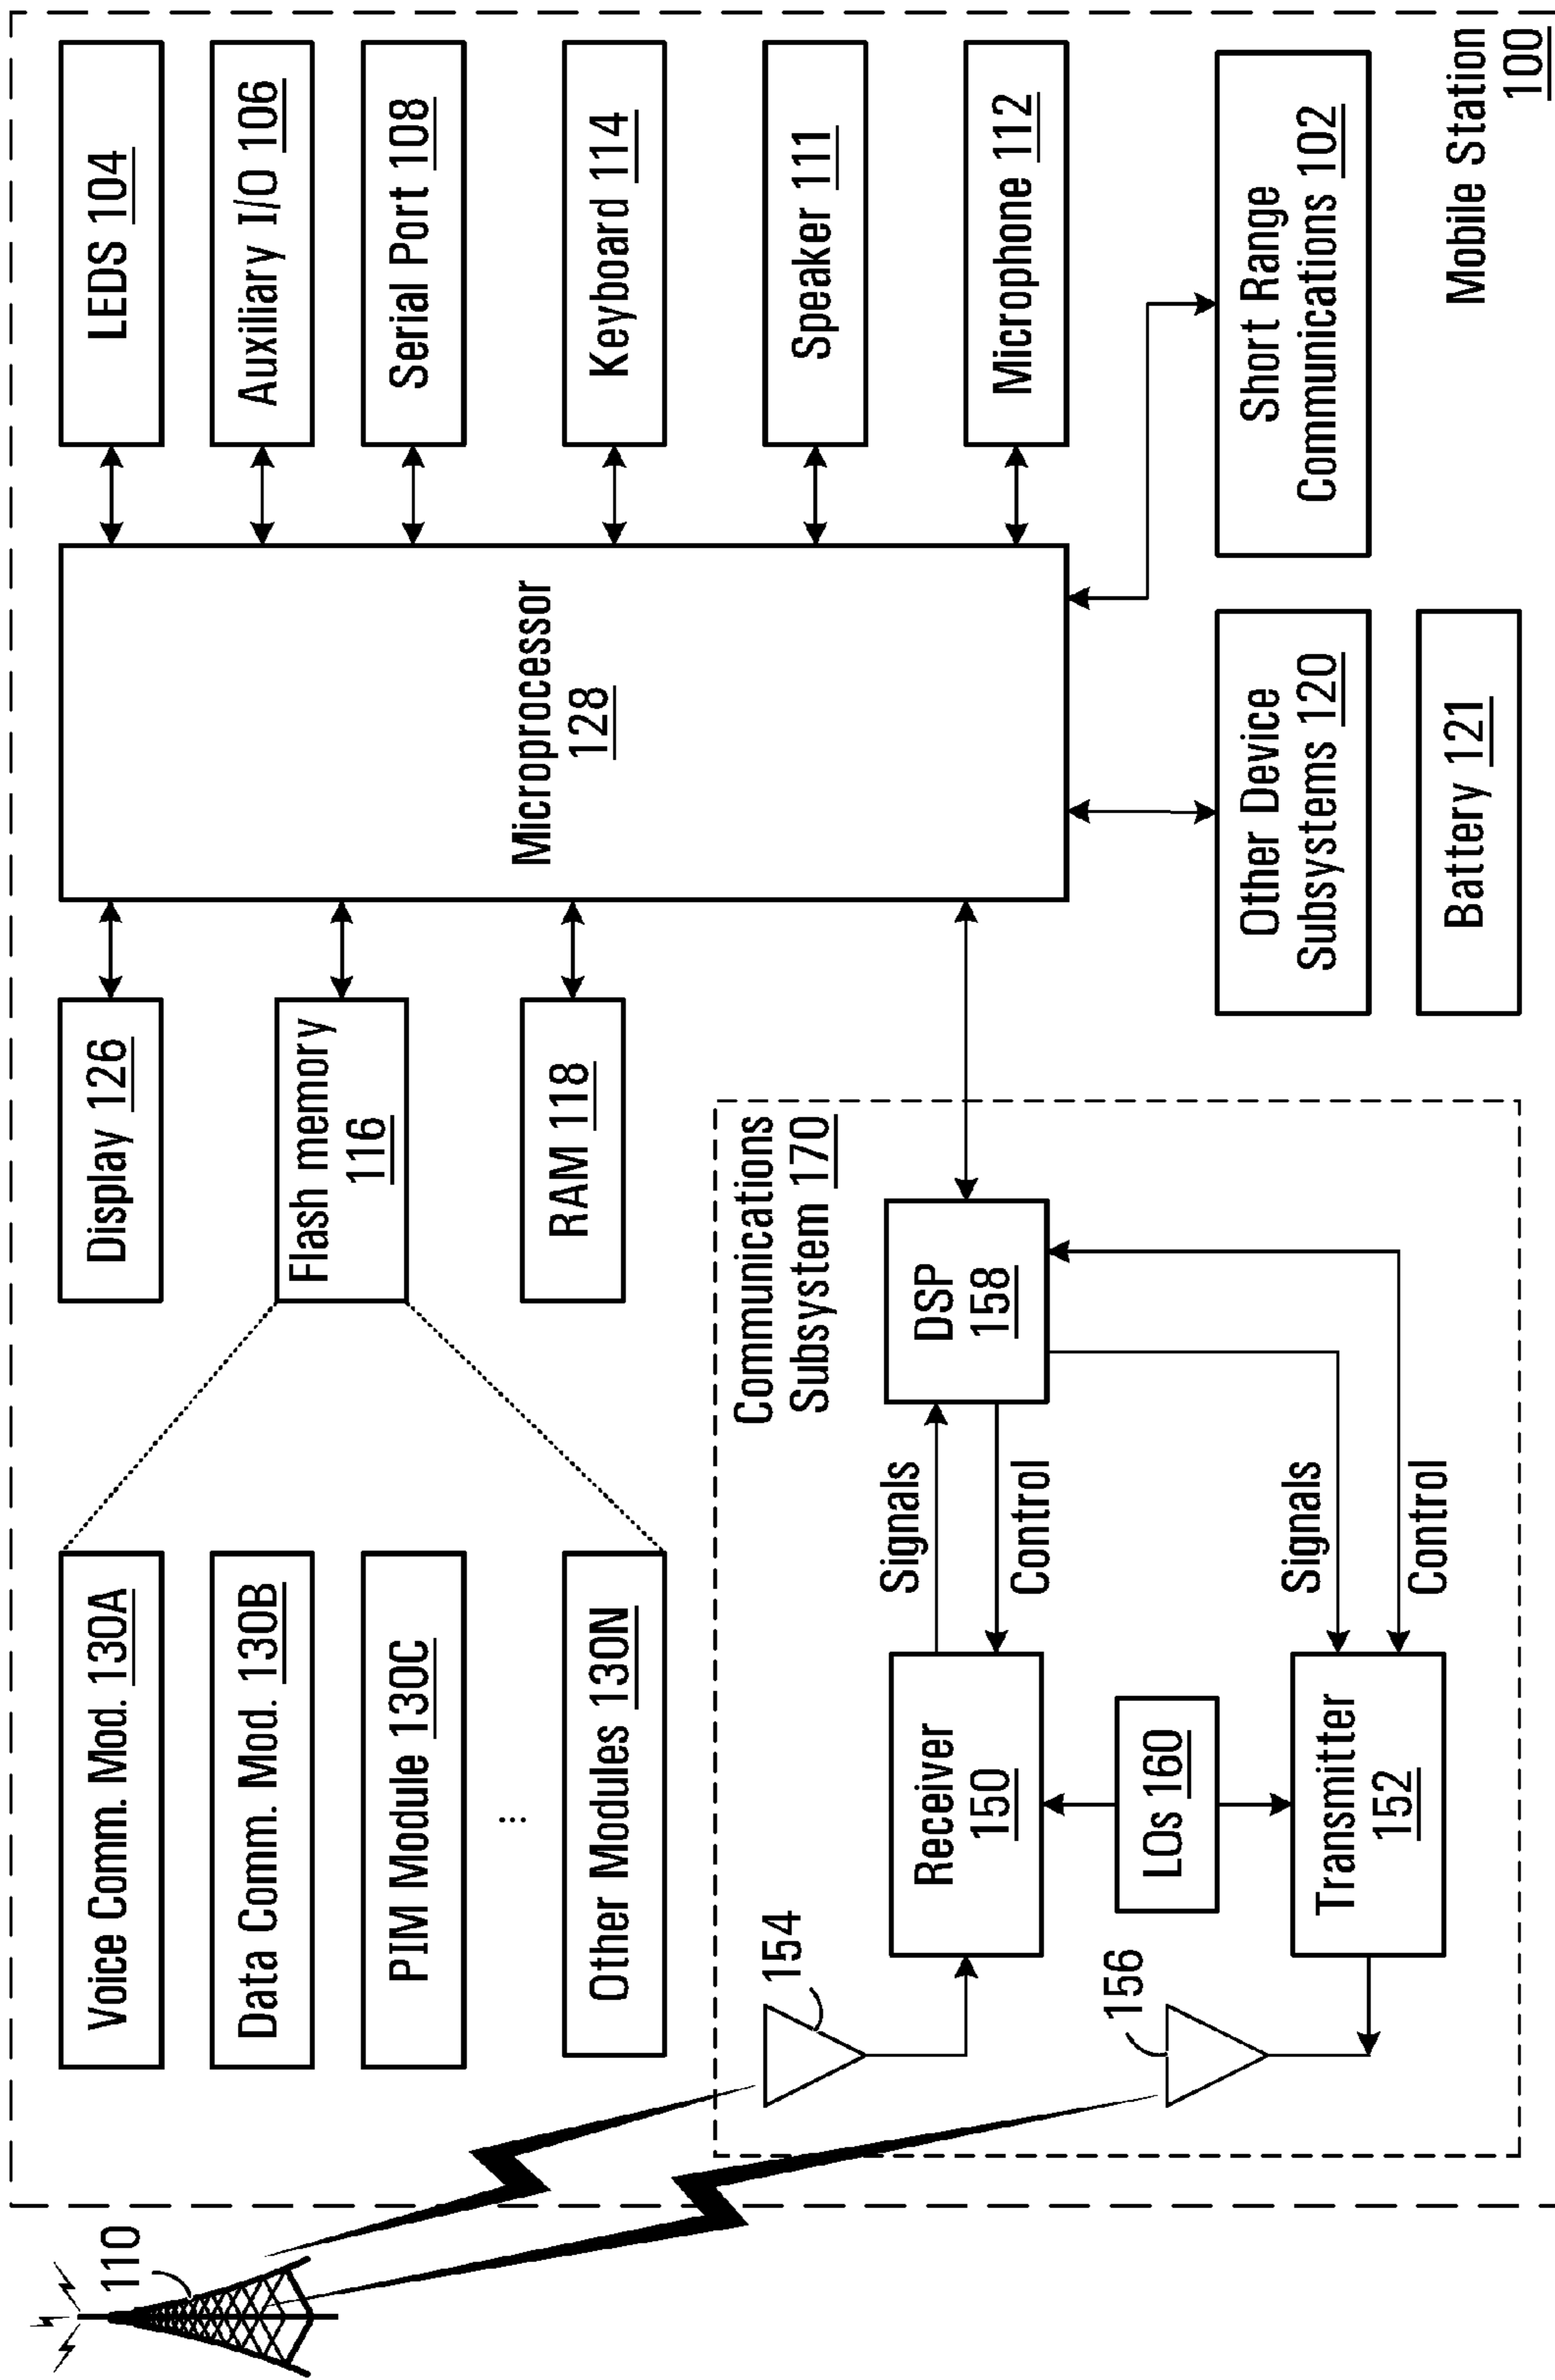 110
Voice Comm. Mod. 130A
Data Comm. Mod. 130B
PIM Module 130C
...
Other Modules 130N
Display 126
Flash memory
116
RAM 118
Microprocessor
128
LEDS 104
Auxiliary I/O 106
Serial Port 108
Keyboard 114
Speaker 111
Microphone 112
Communications
Subsystem 170
154
Receiver
150
Signals
Control
DSP
158
LOs 160
156
Transmitter
152
Signals
Control
Other Device
Subsystems 120
Short Range
Communications 102
Battery 121
Mobile Station
100